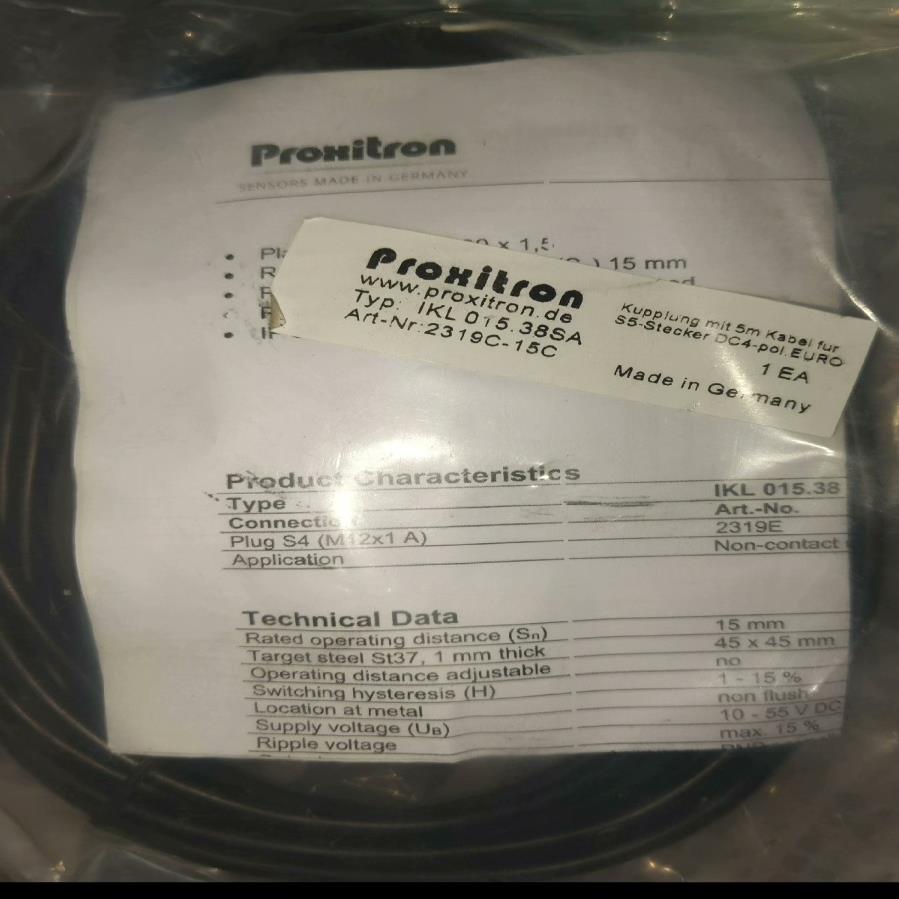 Proxitron
SENSORS MADE IN GERMANY
x 1,5
15 mm
Proxitron
www.proxitron.de
Typ: IKL 015.38SA
Art-Nr:2319C-15C
Kupplung mit 5m Kabel für
S5-Stecker DC4-pol.EURO
1 EA
Made in Germany
Product Characteristics
Type IKL 015.38
Art.-No.
Connection 2319E
Plug S4 (M12x1 A) Non-contact
Application
Technical Data
Rated operating distance (Sn) 15 mm
Target steel St37, 1 mm thick 45 x 45 mm
Operating distance adjustable no
Switching hysteresis (H) 1 - 15 %
Location at metal non flush
Supply voltage (UB) 10 - 55 V DC
Ripple voltage max. 15 %